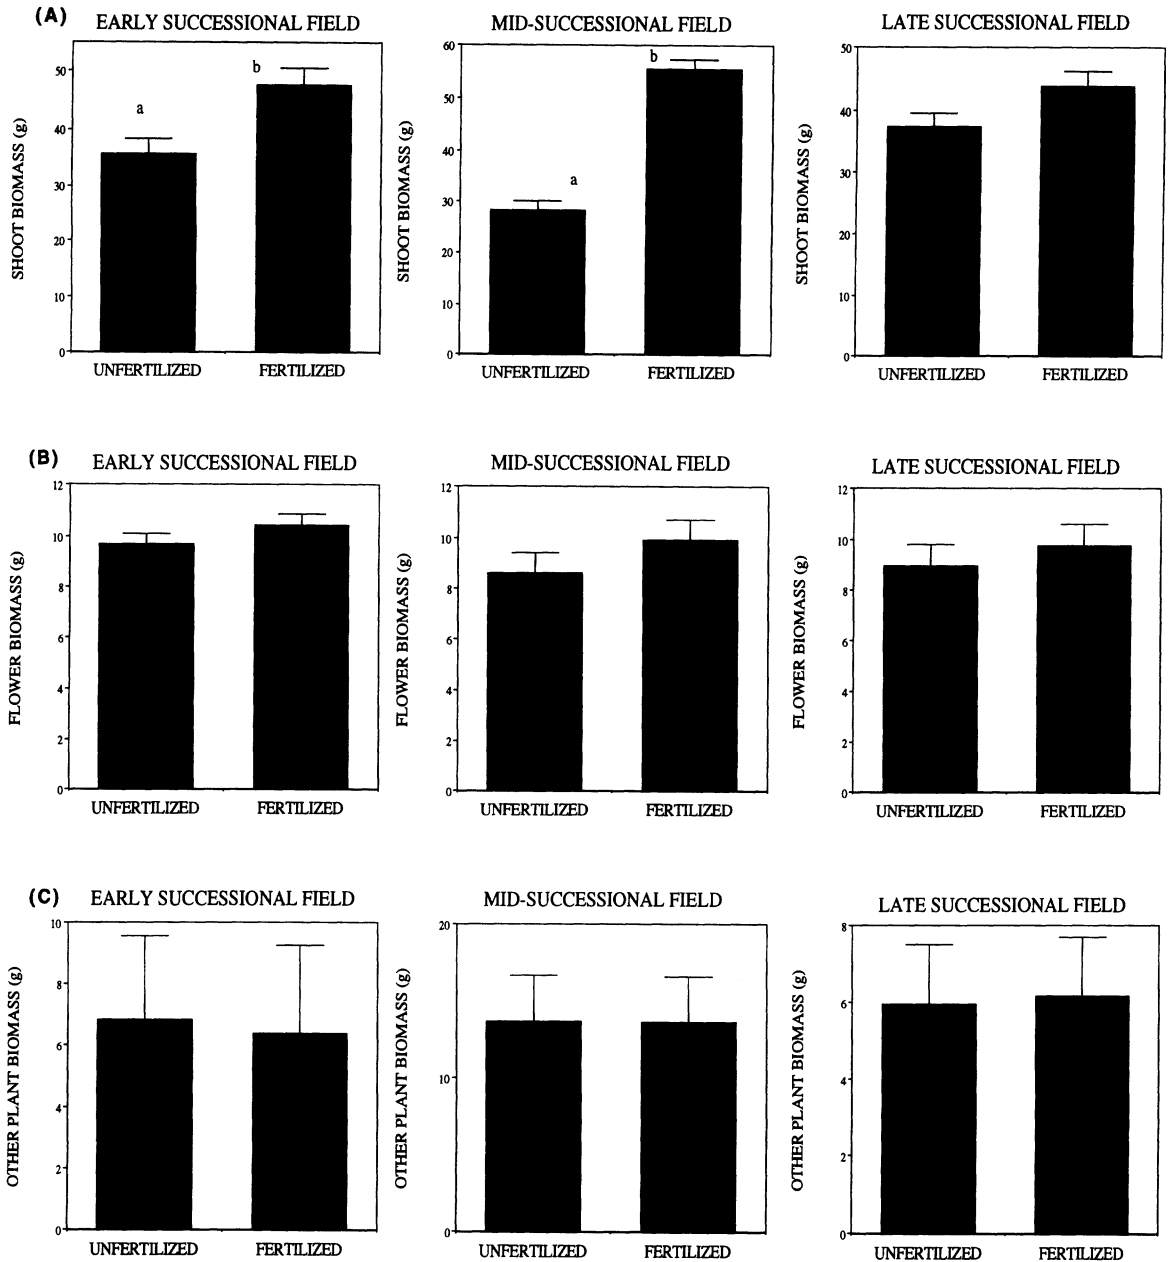 (A)
EARLY SUCCESSIONAL FIELD
SHOOT BIOMASS (g)
50
40
30
20
10
0
a
b
UNFERTILIZED
FERTILIZED
MID-SUCCESSIONAL FIELD
SHOOT BIOMASS (g)
60
50
40
30
20
10
0
a
b
UNFERTILIZED
FERTILIZED
LATE SUCCESSIONAL FIELD
SHOOT BIOMASS (g)
50
40
30
20
10
0
UNFERTILIZED
FERTILIZED
(B)
EARLY SUCCESSIONAL FIELD
FLOWER BIOMASS (g)
12
10
8
6
4
2
0
UNFERTILIZED
FERTILIZED
MID-SUCCESSIONAL FIELD
FLOWER BIOMASS (g)
12
10
8
6
4
2
0
UNFERTILIZED
FERTILIZED
LATE SUCCESSIONAL FIELD
FLOWER BIOMASS (g)
12
10
8
6
4
2
0
UNFERTILIZED
FERTILIZED
(C)
EARLY SUCCESSIONAL FIELD
OTHER PLANT BIOMASS (g)
10
8
6
4
2
0
UNFERTILIZED
FERTILIZED
MID-SUCCESSIONAL FIELD
OTHER PLANT BIOMASS (g)
20
10
0
UNFERTILIZED
FERTILIZED
LATE SUCCESSIONAL FIELD
OTHER PLANT BIOMASS (g)
8
6
4
2
0
UNFERTILIZED
FERTILIZED